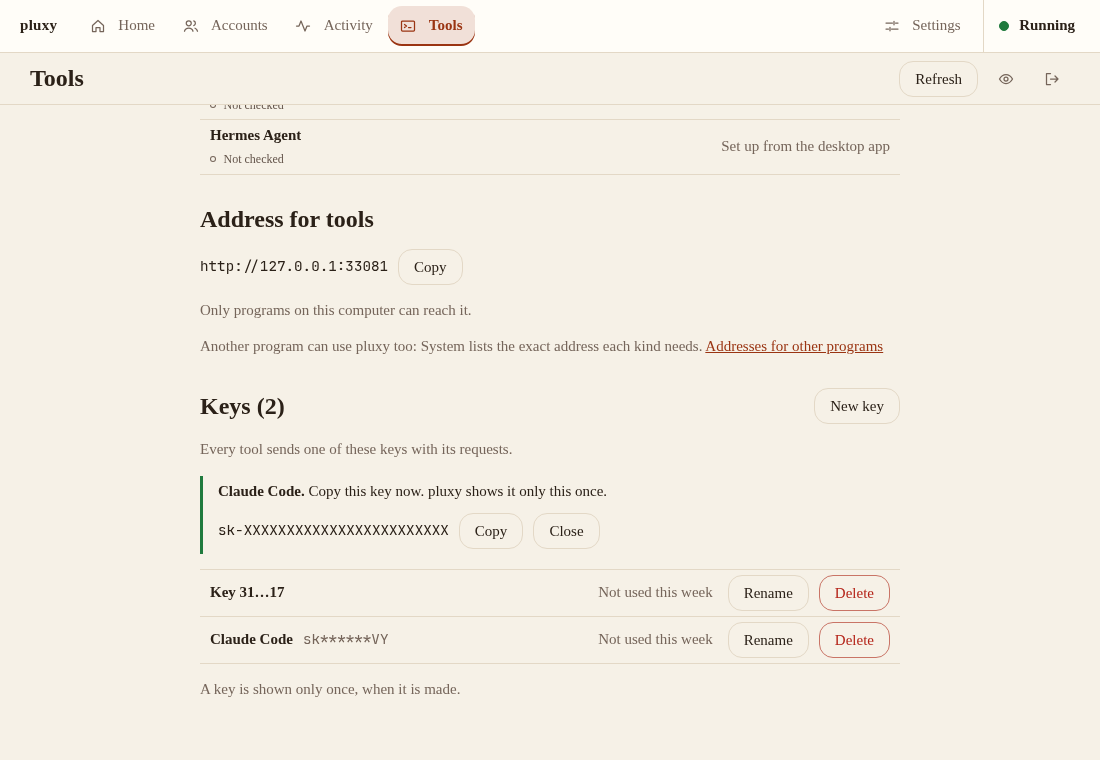 pluxy Home Accounts Activity Tools Settings Running
Tools Refresh
Not checked
Hermes Agent
Set up from the desktop app
Not checked
Address for tools
http://127.0.0.1:33081 Copy
Only programs on this computer can reach it.
Another program can use pluxy too: System lists the exact address each kind needs. Addresses for other programs
Keys (2) New key
Every tool sends one of these keys with its requests.
Claude Code. Copy this key now. pluxy shows it only this once.
sk-XXXXXXXXXXXXXXXXXXXXXXXX Copy Close
Key 31…17 Not used this week Rename Delete
Claude Code sk******VY Not used this week Rename Delete
A key is shown only once, when it is made.